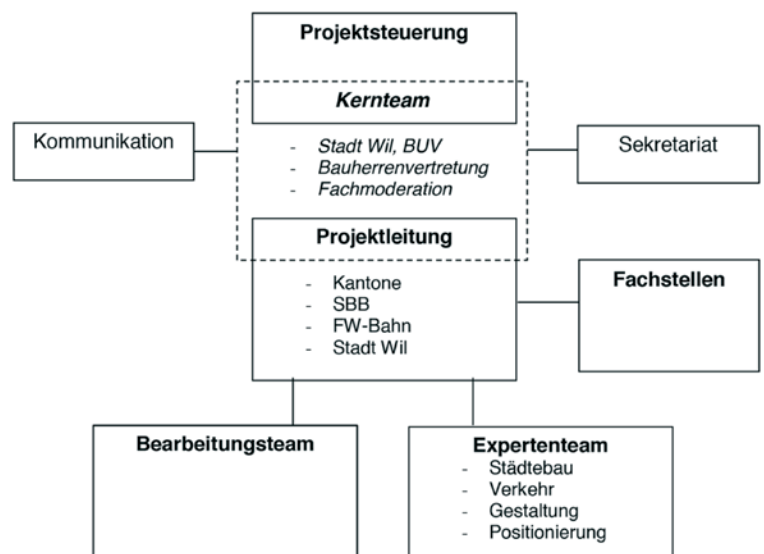 Projektsteuerung
Kernteam
Kommunikation
- Stadt Wil, BUV
- Bauherrenvertretung
- Fachmoderation
Sekretariat
Projektleitung
- Kantone
- SBB
- FW-Bahn
- Stadt Wil
Fachstellen
Bearbeitungsteam
Expertenteam
- Städtebau
- Verkehr
- Gestaltung
- Positionierung